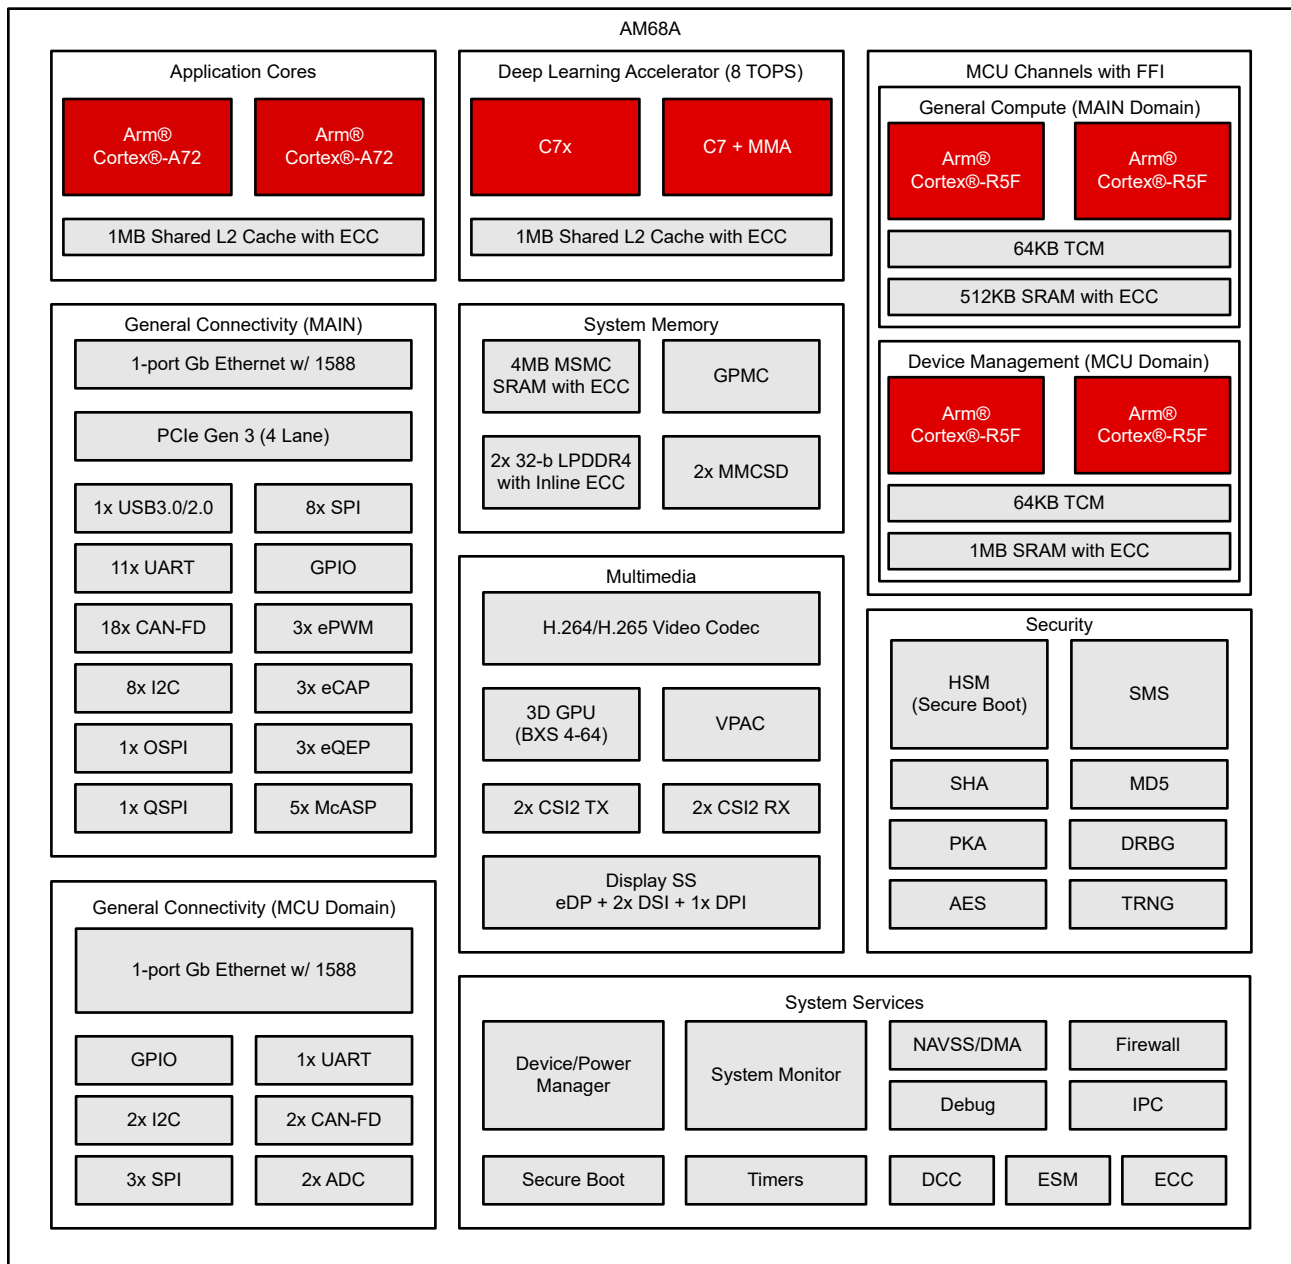 AM68A
Application Cores
Arm®
Cortex®-A72
Arm®
Cortex®-A72
1MB Shared L2 Cache with ECC
Deep Learning Accelerator (8 TOPS)
C7x
C7 + MMA
1MB Shared L2 Cache with ECC
MCU Channels with FFI
General Compute (MAIN Domain)
Arm®
Cortex®-R5F
Arm®
Cortex®-R5F
64KB TCM
512KB SRAM with ECC
Device Management (MCU Domain)
Arm®
Cortex®-R5F
Arm®
Cortex®-R5F
64KB TCM
1MB SRAM with ECC
General Connectivity (MAIN)
1-port Gb Ethernet w/ 1588
PCIe Gen 3 (4 Lane)
1x USB3.0/2.0
8x SPI
11x UART
GPIO
18x CAN-FD
3x ePWM
8x I2C
3x eCAP
1x OSPI
3x eQEP
1x QSPI
5x McASP
System Memory
4MB MSMC
SRAM with ECC
GPMC
2x 32-b LPDDR4
with Inline ECC
2x MMCSD
Multimedia
H.264/H.265 Video Codec
3D GPU
(BXS 4-64)
VPAC
2x CSI2 TX
2x CSI2 RX
Display SS
eDP + 2x DSI + 1x DPI
Security
HSM
(Secure Boot)
SMS
SHA
MD5
PKA
DRBG
AES
TRNG
General Connectivity (MCU Domain)
1-port Gb Ethernet w/ 1588
GPIO
1x UART
2x I2C
2x CAN-FD
3x SPI
2x ADC
System Services
Device/Power
Manager
System Monitor
NAVSS/DMA
Firewall
Debug
IPC
Secure Boot
Timers
DCC
ESM
ECC